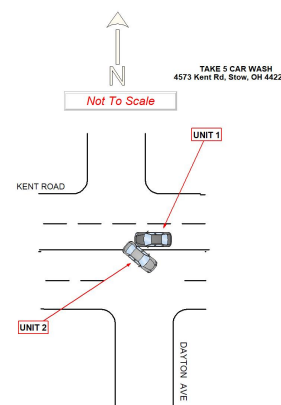 N
Not To Scale
TAKE 5 CAR WASH
4573 Kent Rd, Stow, OH 4422
UNIT 1
KENT ROAD
UNIT 2
DAYTON AVE